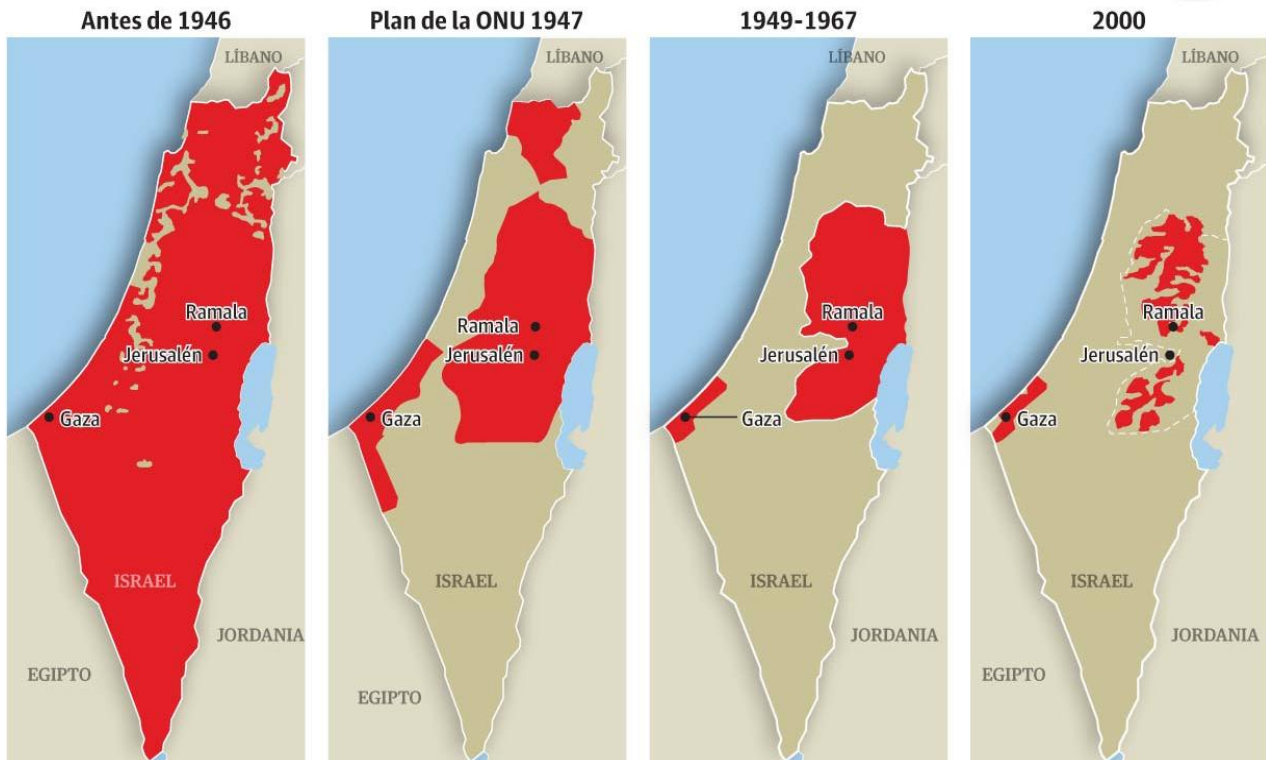 Antes de 1946
LÍBANO
Ramala
Jerusalén
Gaza
ISRAEL
JORDANIA
EGIPTO
Plan de la ONU 1947
LÍBANO
Ramala
Jerusalén
Gaza
ISRAEL
EGIPTO
1949-1967
LÍBANO
Ramala
Jerusalén
Gaza
ISRAEL
JORDANIA
2000
LÍBANO
Ramala
Jerusalén
Gaza
ISRAEL
JORDANIA
EGIPTO